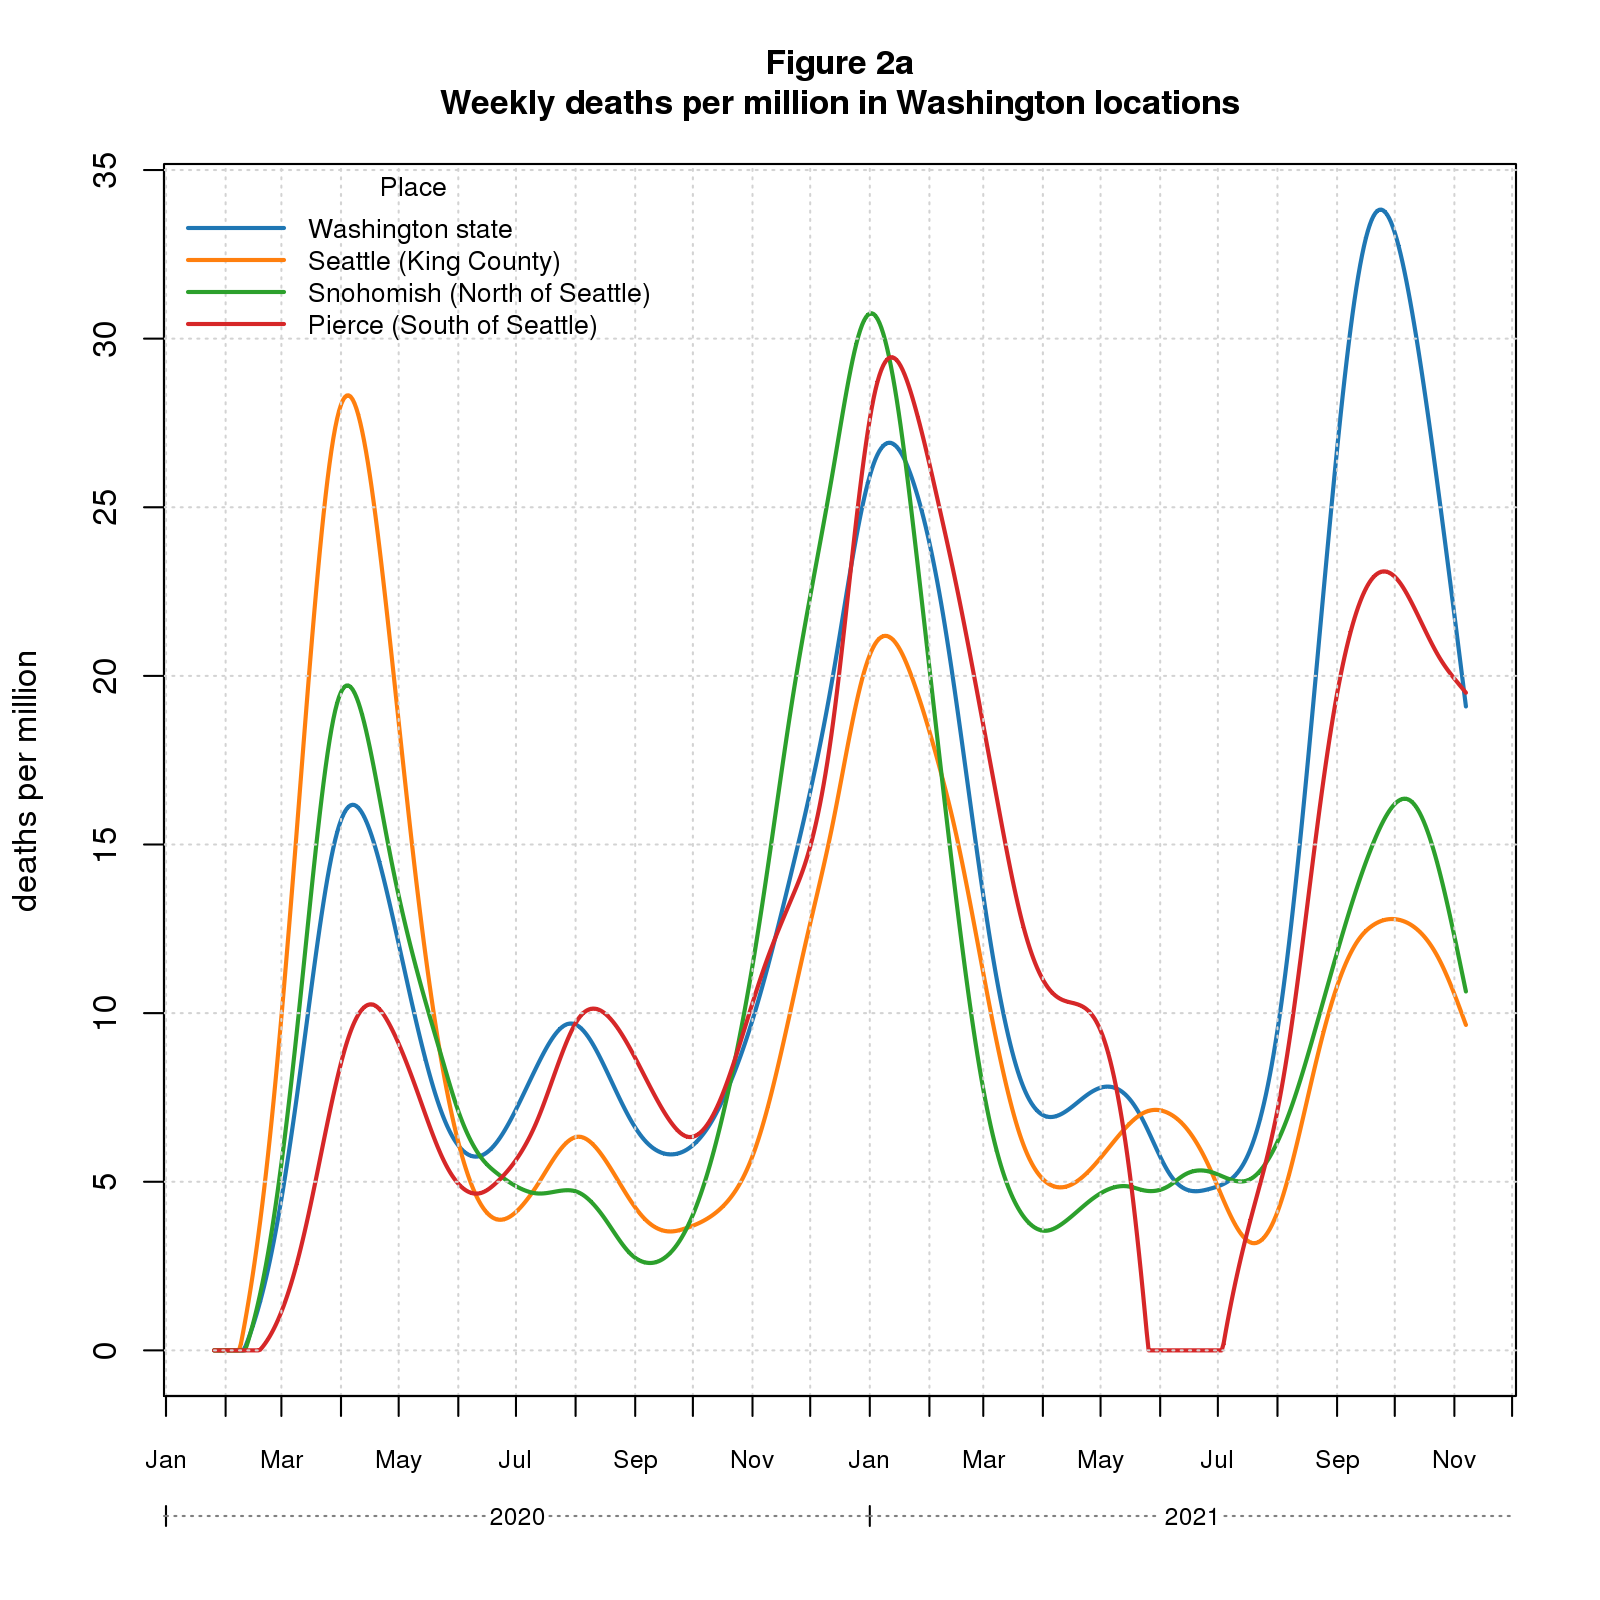 Figure 2a
Weekly deaths per million in Washington locations
Place
Washington state
Seattle (King County)
Snohomish (North of Seattle)
Pierce (South of Seattle)
deaths per million
35
30
25
20
15
10
5
0
Jan Mar May Jul Sep Nov Jan Mar May Jul Sep Nov
2020 2021